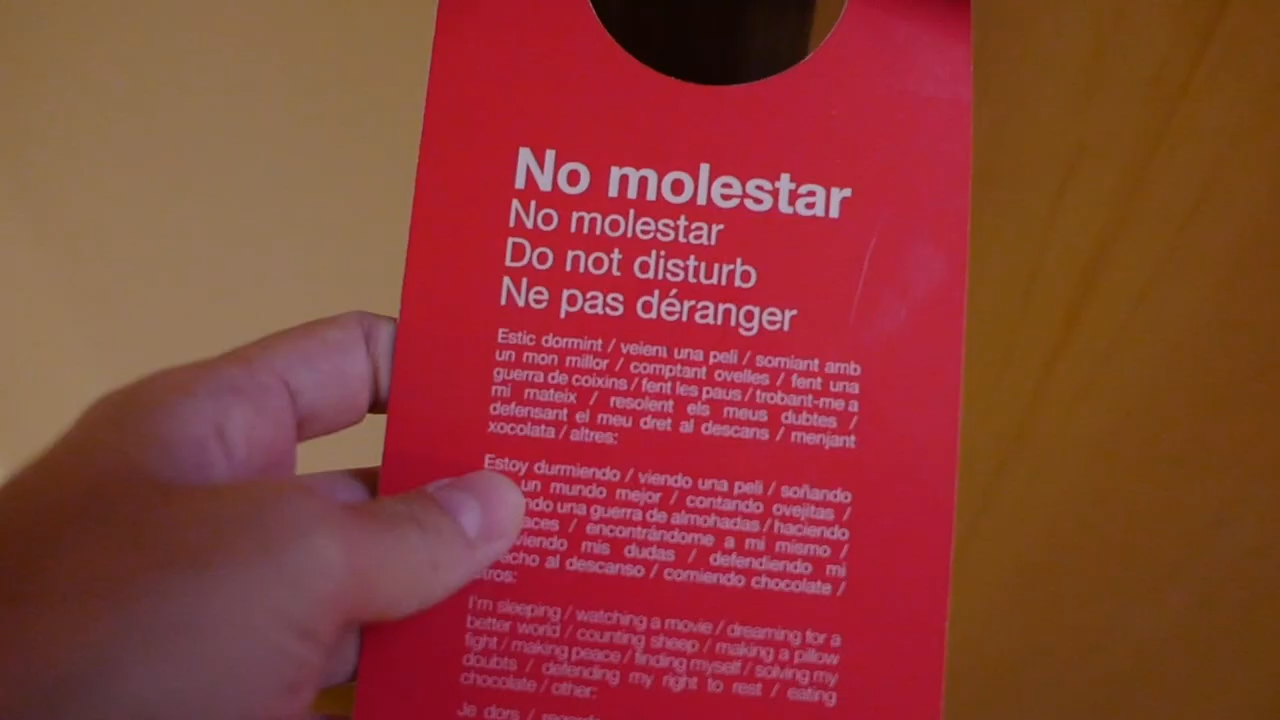 No molestar
No molestar
Do not disturb
Ne pas déranger
Estic dormint / veient una peli / somiant amb
un mon millor / comptant ovelles / fent una
guerra de coixins / fent les paus / trobant-me a
mi mateix / resolent els meus dubtes /
defensant el meu dret al descans / menjant
xocolata / altres:
Estoy durmiendo / viendo una peli / soñando
un mundo mejor / contando ovejitas /
una guerra de almohadas / haciendo
/ encontrándome a mi mismo /
mis dudas / defendiendo mi
al descanso / comiendo chocolate /
I'm sleeping / watching a movie / dreaming for a
better world / counting sheep / making a pillow
fight / making peace / finding myself / solving my
doubts / defending my right to rest / eating
chocolate / other:
Je dors /